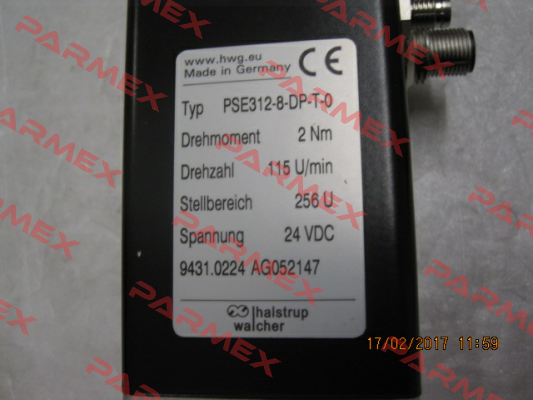 www.hwg.eu
Made in Germany CE
Typ PSE312-8-DP-T-0
Drehmoment 2 Nm
Drehzahl 115 U/min
Stellbereich 256 U
Spannung 24 VDC
9431.0224 AG052147
halstrup
walcher
17/02/2017 11:59
PARMEX
PARMEX
PARMEX
PARMEX
PARMEX
PARMEX
PARMEX
PARMEX